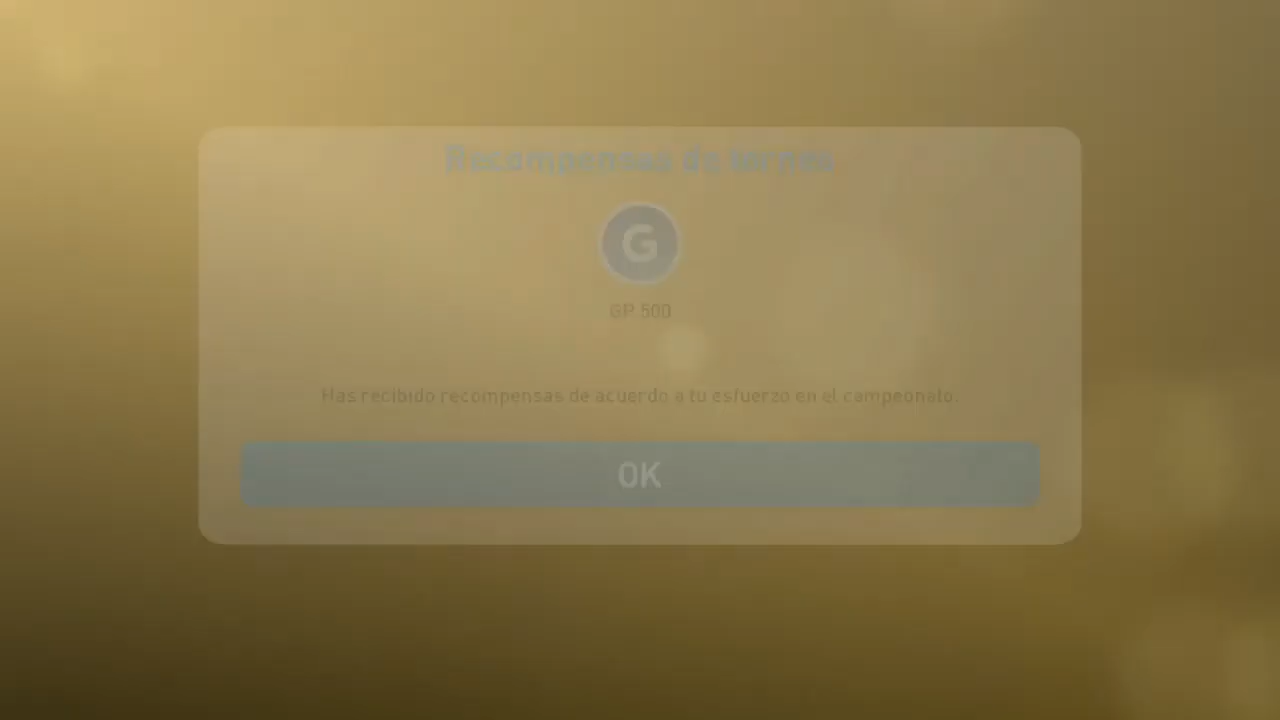 Recompensas de torneo
G
GP 500
Has recibido recompensas de acuerdo a tu esfuerzo en el campeonato.
OK